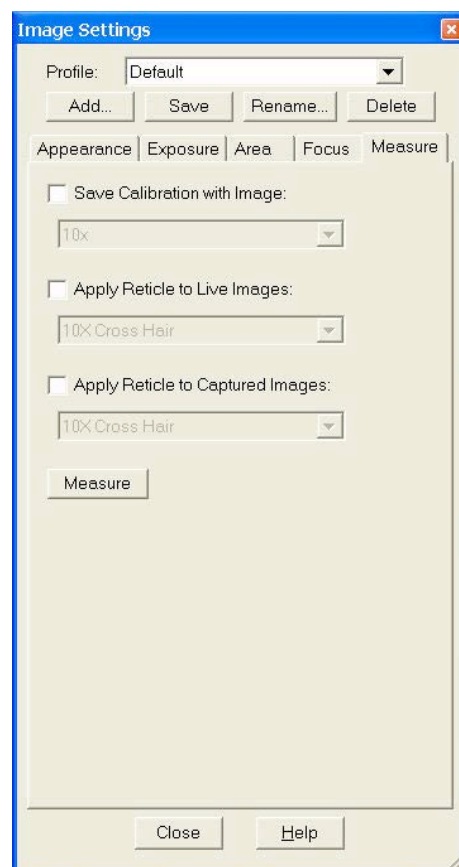 Image Settings
Profile: Default
Add... Save Rename... Delete
Appearance Exposure Area Focus Measure
Save Calibration with Image:
10x
Apply Reticle to Live Images:
10X Cross Hair
Apply Reticle to Captured Images:
10X Cross Hair
Measure
Close Help